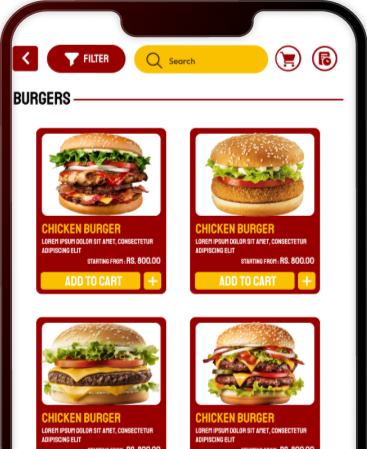 FILTER
Search
BURGERS
CHICKEN BURGER
LOREM IPSUM DOLOR SIT AMET, CONSECTETUR
ADIPISCING ELIT
STARTING FROM : RS. 800.00
ADD TO CART +
CHICKEN BURGER
LOREM IPSUM DOLOR SIT AMET, CONSECTETUR
ADIPISCING ELIT
STARTING FROM : RS. 800.00
ADD TO CART +
CHICKEN BURGER
LOREM IPSUM DOLOR SIT AMET, CONSECTETUR
ADIPISCING ELIT
CHICKEN BURGER
LOREM IPSUM DOLOR SIT AMET, CONSECTETUR
ADIPISCING ELIT